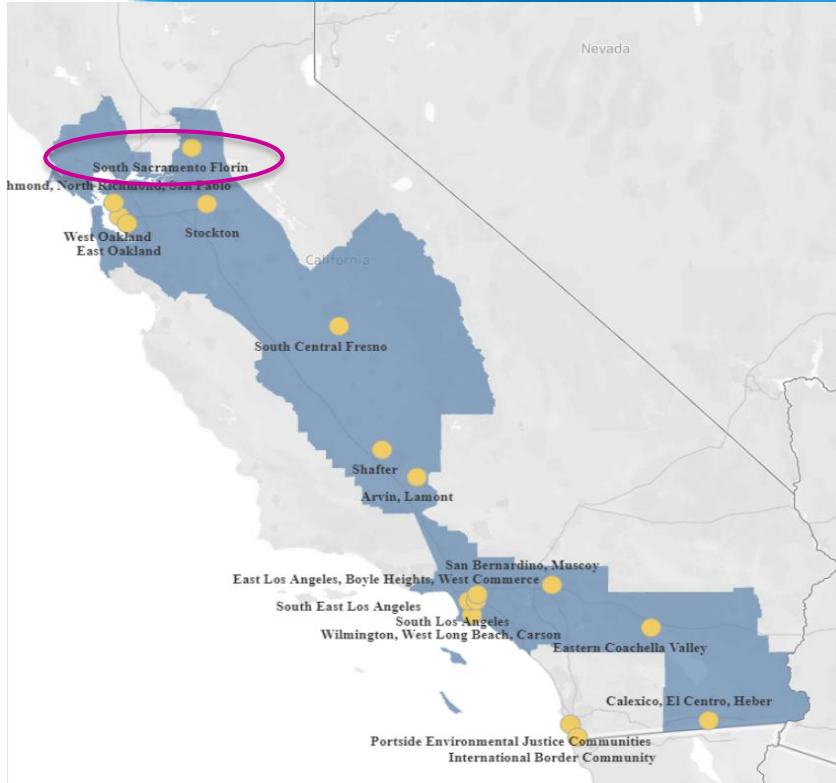 Nevada
South Sacramento Florin
hmond, North Richmond, San Pablo
West Oakland
East Oakland
Stockton
California
South Central Fresno
Shafter
Arvin, Lamont
San Bernardino, Muscoy
East Los Angeles, Boyle Heights, West Commerce
South East Los Angeles
South Los Angeles
Wilmington, West Long Beach, Carson
Eastern Coachella Valley
Calexico, El Centro, Heber
Portside Environmental Justice Communities
International Border Community